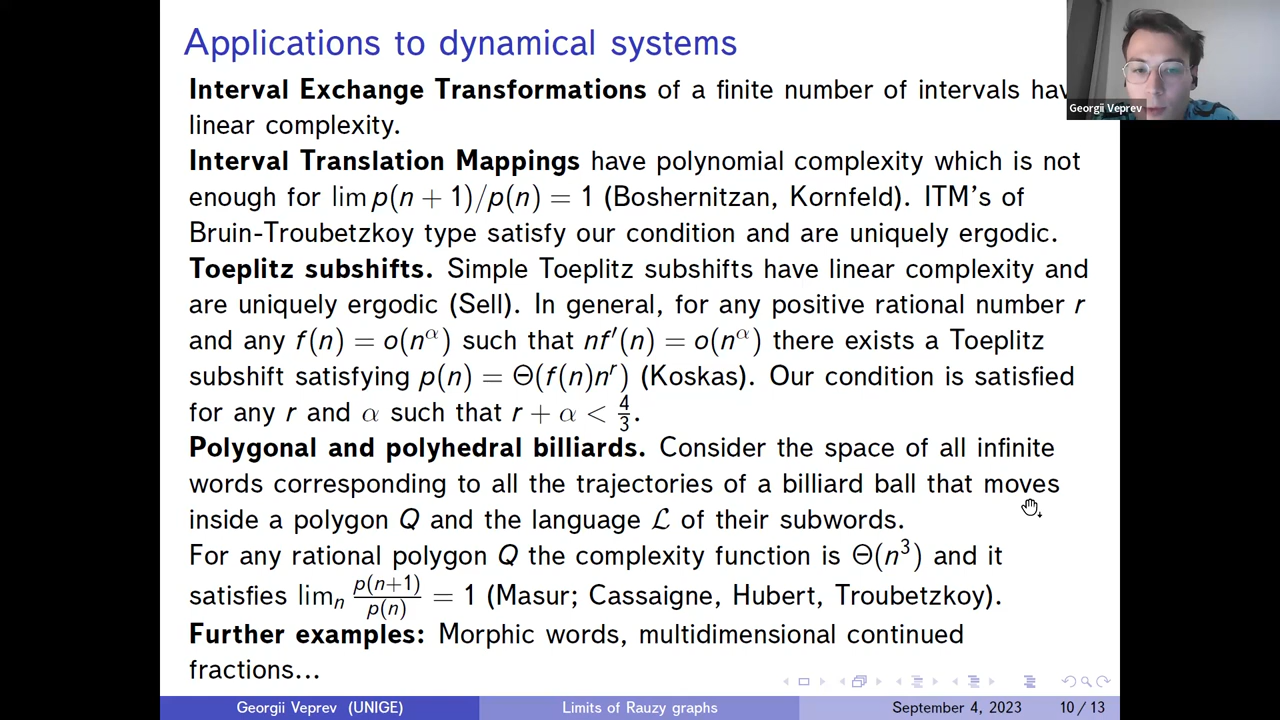 Applications to dynamical systems
Georgii Veprev
Interval Exchange Transformations of a finite number of intervals hav
linear complexity.
Interval Translation Mappings have polynomial complexity which is not
enough for lim p(n + 1)/p(n) = 1 (Boshernitzan, Kornfeld). ITM's of
Bruin-Troubetzkoy type satisfy our condition and are uniquely ergodic.
Toeplitz subshifts. Simple Toeplitz subshifts have linear complexity and
are uniquely ergodic (Sell). In general, for any positive rational number r
and any f(n) = o(n^α) such that nf′(n) = o(n^α) there exists a Toeplitz
subshift satisfying p(n) = Θ(f(n)n^r) (Koskas). Our condition is satisfied
for any r and α such that r + α < 4/3.
Polygonal and polyhedral billiards. Consider the space of all infinite
words corresponding to all the trajectories of a billiard ball that moves
inside a polygon Q and the language ℒ of their subwords.
For any rational polygon Q the complexity function is Θ(n³) and it
satisfies lim_n p(n+1)/p(n) = 1 (Masur; Cassaigne, Hubert, Troubetzkoy).
Further examples: Morphic words, multidimensional continued
fractions...
Georgii Veprev (UNIGE) Limits of Rauzy graphs September 4, 2023 10 / 13